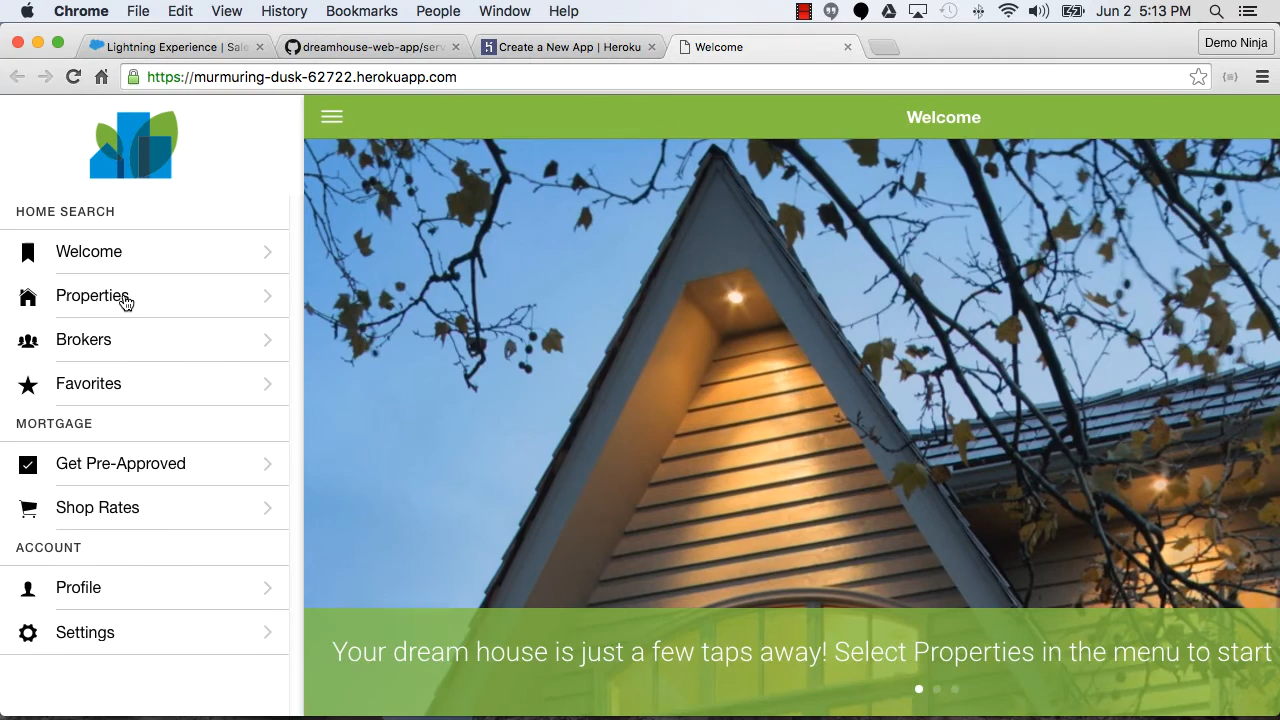 Chrome File Edit View History Bookmarks People Window Help Jun 2 5:13 PM
Lightning Experience | Sale
dreamhouse-web-app/serv
Create a New App | Heroku
Welcome
Demo Ninja
https://murmuring-dusk-62722.herokuapp.com
Welcome
HOME SEARCH
Welcome
Properties
Brokers
Favorites
MORTGAGE
Get Pre-Approved
Shop Rates
ACCOUNT
Profile
Settings
Your dream house is just a few taps away! Select Properties in the menu to start